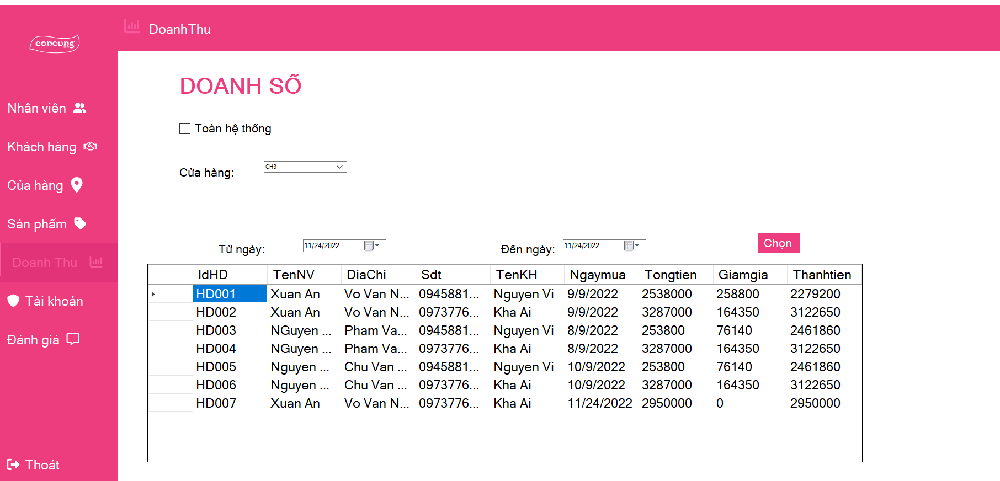 concung
.com
DoanhThu
Nhân viên
Khách hàng
Của hàng
Sản phẩm
Doanh Thu
Tài khoản
Đánh giá
Thoát
DOANH SỐ
Toàn hệ thống
Cửa hàng: CH3
Từ ngày: 11/24/2022 Đến ngày: 11/24/2022 Chọn
IdHD TenNV DiaChi Sdt TenKH Ngaymua Tongtien Giamgia Thanhtien
HD001 Xuan An Vo Van N... 0945881... Nguyen Vi 9/9/2022 2538000 258800 2279200
HD002 Xuan An Vo Van N... 0973776... Kha Ai 9/9/2022 3287000 164350 3122650
HD003 NGuyen ... Pham Va... 0945881... Nguyen Vi 8/9/2022 253800 76140 2461860
HD004 NGuyen ... Pham Va... 0973776... Kha Ai 8/9/2022 3287000 164350 3122650
HD005 Nguyen ... Chu Van ... 0945881... Nguyen Vi 10/9/2022 253800 76140 2461860
HD006 Nguyen ... Chu Van ... 0973776... Kha Ai 10/9/2022 3287000 164350 3122650
HD007 Xuan An Vo Van N... 0973776... Kha Ai 11/24/2022 2950000 0 2950000